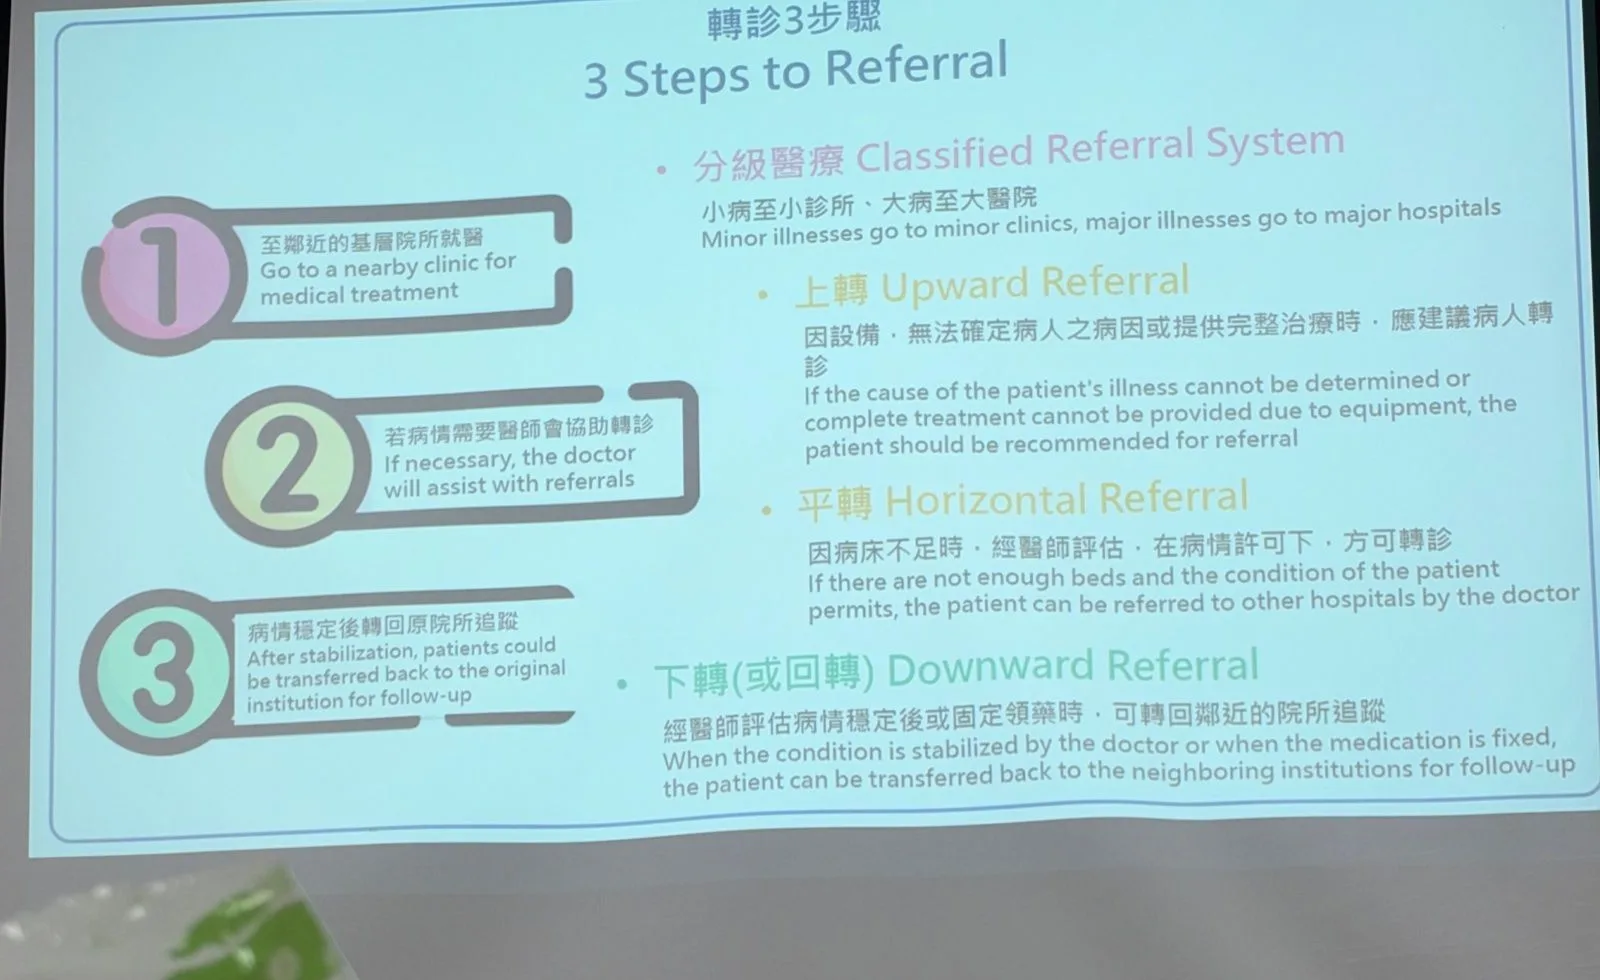 轉診3步驟
3 Steps to Referral
1
至鄰近的基層院所就醫
Go to a nearby clinic for
medical treatment
2
若病情需要醫師會協助轉診
If necessary, the doctor
will assist with referrals
3
病情穩定後轉回原院所追蹤
After stabilization, patients could
be transferred back to the original
institution for follow-up
• 分級醫療 Classified Referral System
小病至小診所、大病至大醫院
Minor illnesses go to minor clinics, major illnesses go to major hospitals
• 上轉 Upward Referral
因設備，無法確定病人之病因或提供完整治療時，應建議病人轉
診
If the cause of the patient's illness cannot be determined or
complete treatment cannot be provided due to equipment, the
patient should be recommended for referral
• 平轉 Horizontal Referral
因病床不足時，經醫師評估，在病情許可下，方可轉診
If there are not enough beds and the condition of the patient
permits, the patient can be referred to other hospitals by the doctor
• 下轉(或回轉) Downward Referral
經醫師評估病情穩定後或固定領藥時，可轉回鄰近的院所追蹤
When the condition is stabilized by the doctor or when the medication is fixed,
the patient can be transferred back to the neighboring institutions for follow-up